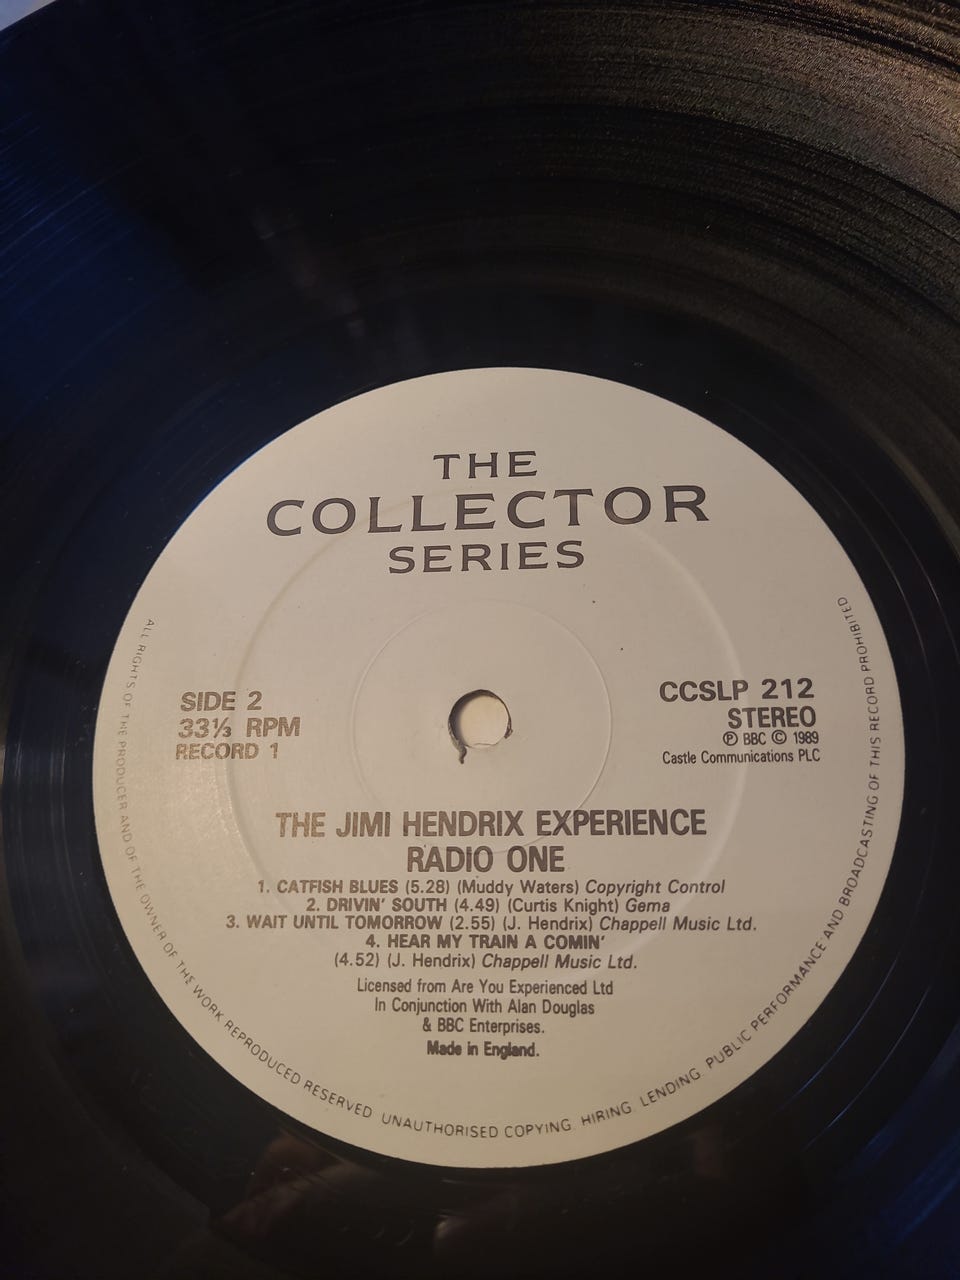 THE
COLLECTOR
SERIES
SIDE 2
33⅓ RPM
RECORD 1
CCSLP 212
STEREO
Ⓟ BBC © 1989
Castle Communications PLC
THE JIMI HENDRIX EXPERIENCE
RADIO ONE
1. CATFISH BLUES (5.28) (Muddy Waters) Copyright Control
2. DRIVIN' SOUTH (4.49) (Curtis Knight) Gema
3. WAIT UNTIL TOMORROW (2.55) (J. Hendrix) Chappell Music Ltd.
4. HEAR MY TRAIN A COMIN'
(4.52) (J. Hendrix) Chappell Music Ltd.
Licensed from Are You Experienced Ltd
In Conjunction With Alan Douglas
& BBC Enterprises.
Made in England.
ALL RIGHTS OF THE PRODUCER AND OF THE OWNER OF THE WORK REPRODUCED RESERVED. UNAUTHORISED COPYING. HIRING. LENDING. PUBLIC PERFORMANCE AND BROADCASTING OF THIS RECORD PROHIBITED